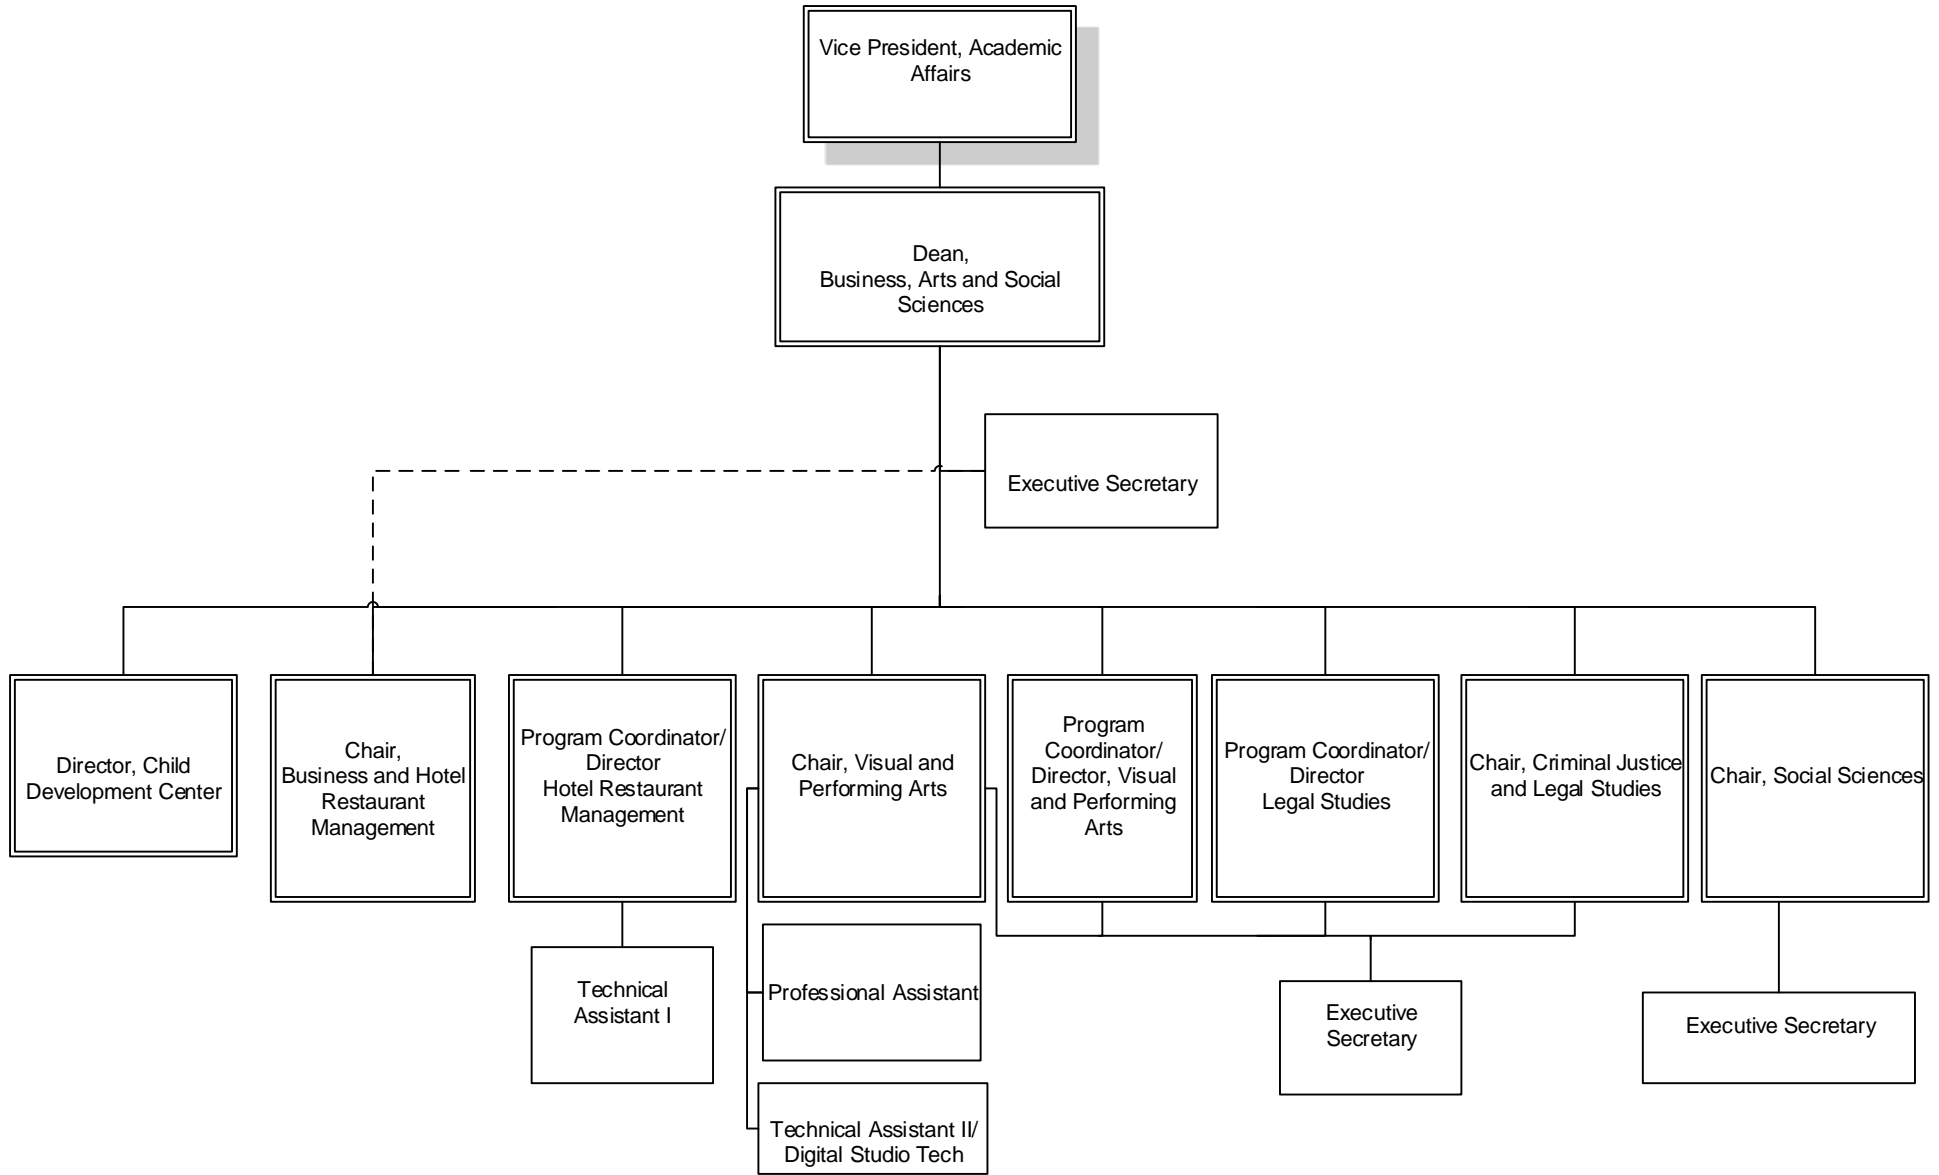 Vice President, Academic
Affairs
Dean,
Business, Arts and Social
Sciences
Executive Secretary
Director, Child
Development Center
Chair,
Business and Hotel
Restaurant
Management
Program Coordinator/
Director
Hotel Restaurant
Management
Chair, Visual and
Performing Arts
Program
Coordinator/
Director, Visual
and Performing
Arts
Program Coordinator/
Director
Legal Studies
Chair, Criminal Justice
and Legal Studies
Chair, Social Sciences
Technical
Assistant I
Professional Assistant
Technical Assistant II/
Digital Studio Tech
Executive
Secretary
Executive Secretary